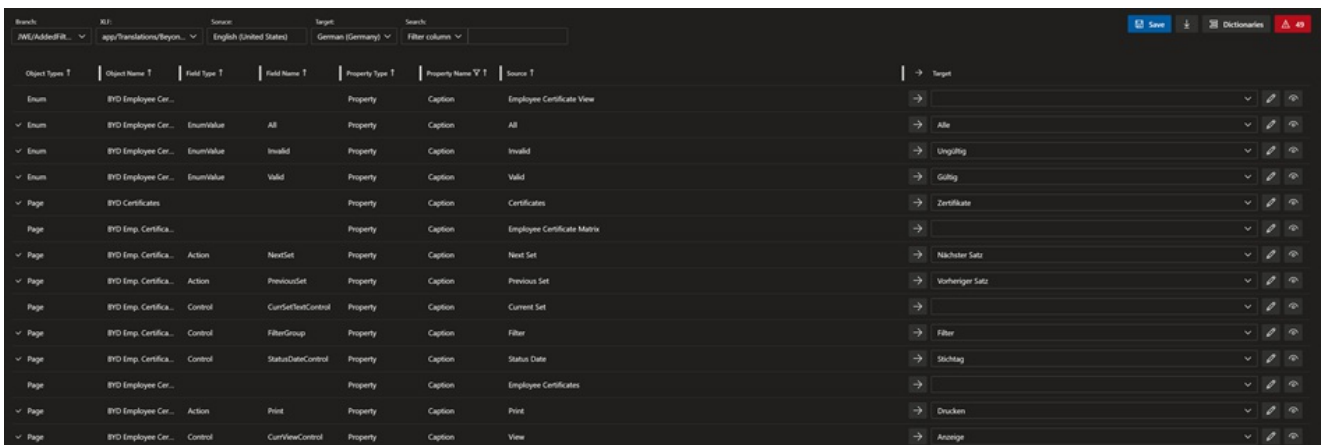 Branch: XLF: Soruce: Target: Search:
JWE/AddedFilt... app/Translations/Beyon... English (United States) German (Germany) Filter column Save Dictionaries 49
Object Types ↑ Object Name ↑ Field Type ↑ Field Name ↑ Property Type ↑ Property Name ↑ Source ↑ → Target
Enum BYD Employee Cer... Property Caption Employee Certificate View →
Enum BYD Employee Cer... EnumValue All Property Caption All → Alle
Enum BYD Employee Cer... EnumValue Invalid Property Caption Invalid → Ungültig
Enum BYD Employee Cer... EnumValue Valid Property Caption Valid → Gültig
Page BYD Certificates Property Caption Certificates → Zertifikate
Page BYD Emp. Certifica... Property Caption Employee Certificate Matrix →
Page BYD Emp. Certifica... Action NextSet Property Caption Next Set → Nächster Satz
Page BYD Emp. Certifica... Action PreviousSet Property Caption Previous Set → Vorheriger Satz
Page BYD Emp. Certifica... Control CurrSetTextControl Property Caption Current Set →
Page BYD Emp. Certifica... Control FilterGroup Property Caption Filter → Filter
Page BYD Emp. Certifica... Control StatusDateControl Property Caption Status Date → Stichtag
Page BYD Employee Cer... Property Caption Employee Certificates →
Page BYD Employee Cer... Action Print Property Caption Print → Drucken
Page BYD Employee Cer... Control CurrViewControl Property Caption View → Anzeige